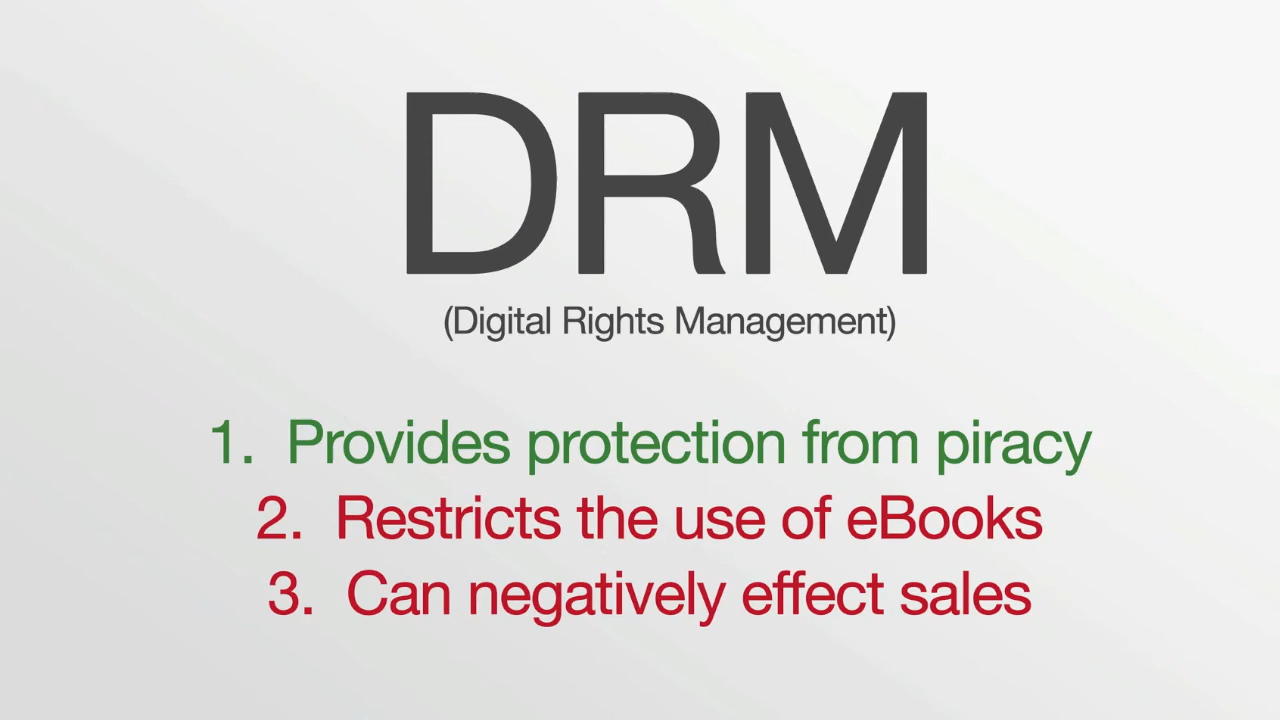 DRM
(Digital Rights Management)
1. Provides protection from piracy
2. Restricts the use of eBooks
3. Can negatively effect sales